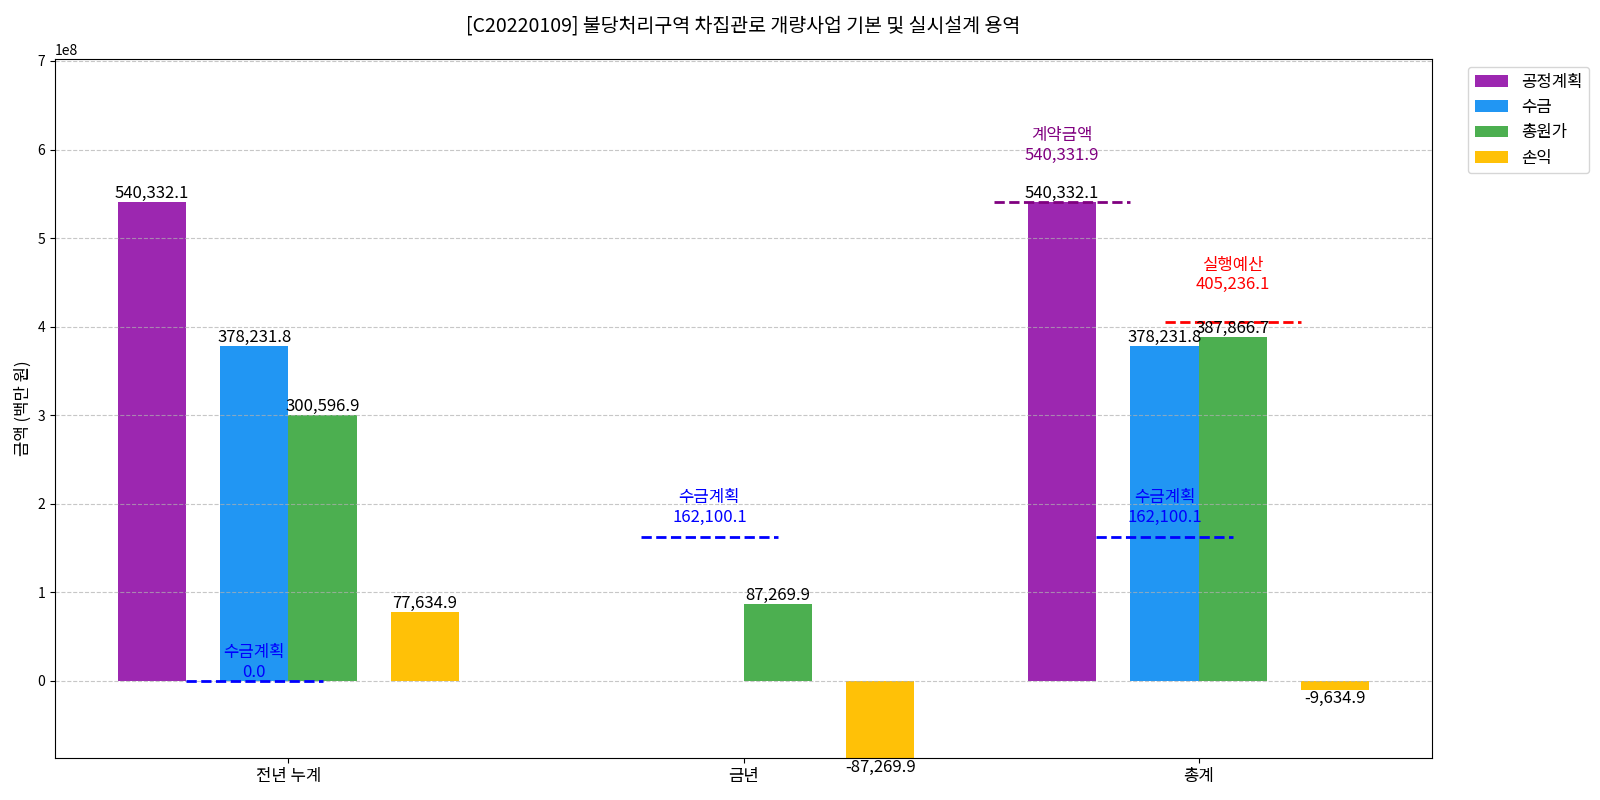 [C20220109] 불당처리구역 차집관로 개량사업 기본 및 실시설계 용역
1e8
7
6
5
4
3
2
1
0
금액 (백만 원)
540,332.1
378,231.8
300,596.9
77,634.9
수금계획
0.0
수금계획
162,100.1
87,269.9
-87,269.9
계약금액
540,331.9
540,332.1
실행예산
405,236.1
378,231.8
387,866.7
수금계획
162,100.1
-9,634.9
전년 누계
금년
총계
공정계획
수금
총원가
손익